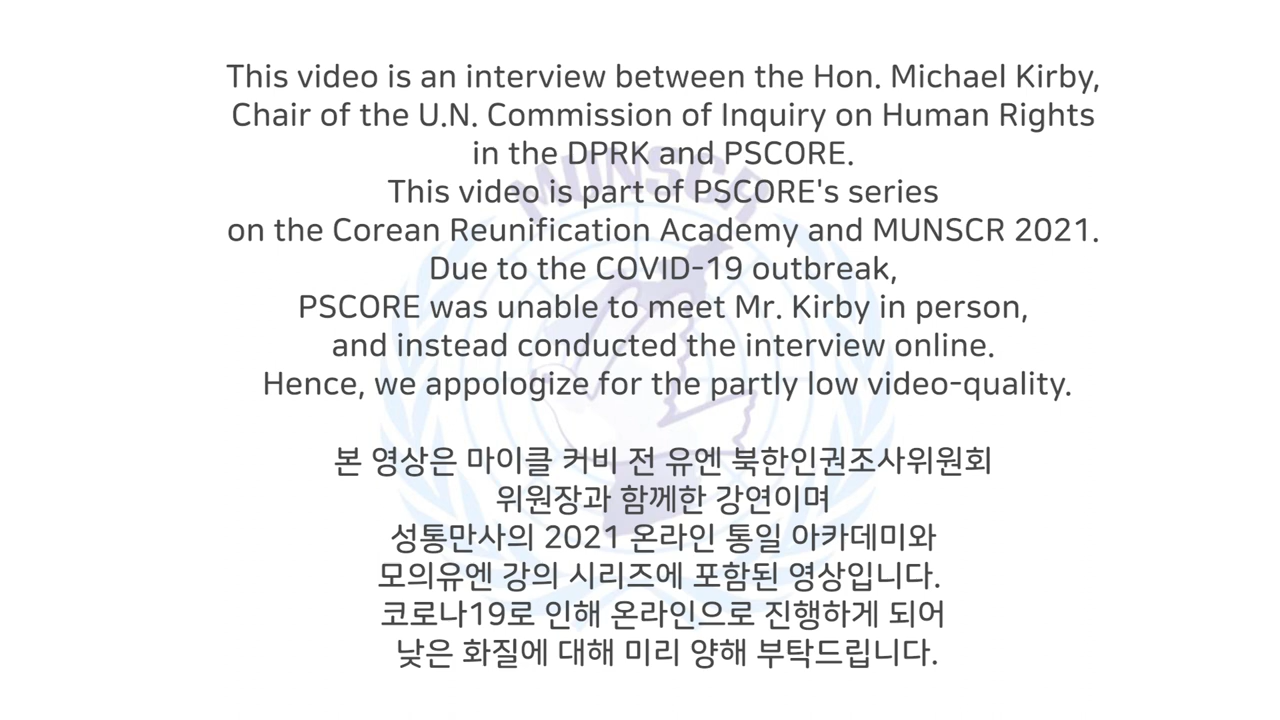 This video is an interview between the Hon. Michael Kirby,
Chair of the U.N. Commission of Inquiry on Human Rights
in the DPRK and PSCORE.
This video is part of PSCORE's series
on the Corean Reunification Academy and MUNSCR 2021.
Due to the COVID-19 outbreak,
PSCORE was unable to meet Mr. Kirby in person,
and instead conducted the interview online.
Hence, we appologize for the partly low video-quality.
본 영상은 마이클 커비 전 유엔 북한인권조사위원회
위원장과 함께한 강연이며
성통만사의 2021 온라인 통일 아카데미와
모의유엔 강의 시리즈에 포함된 영상입니다.
코로나19로 인해 온라인으로 진행하게 되어
낮은 화질에 대해 미리 양해 부탁드립니다.
MUNSCR